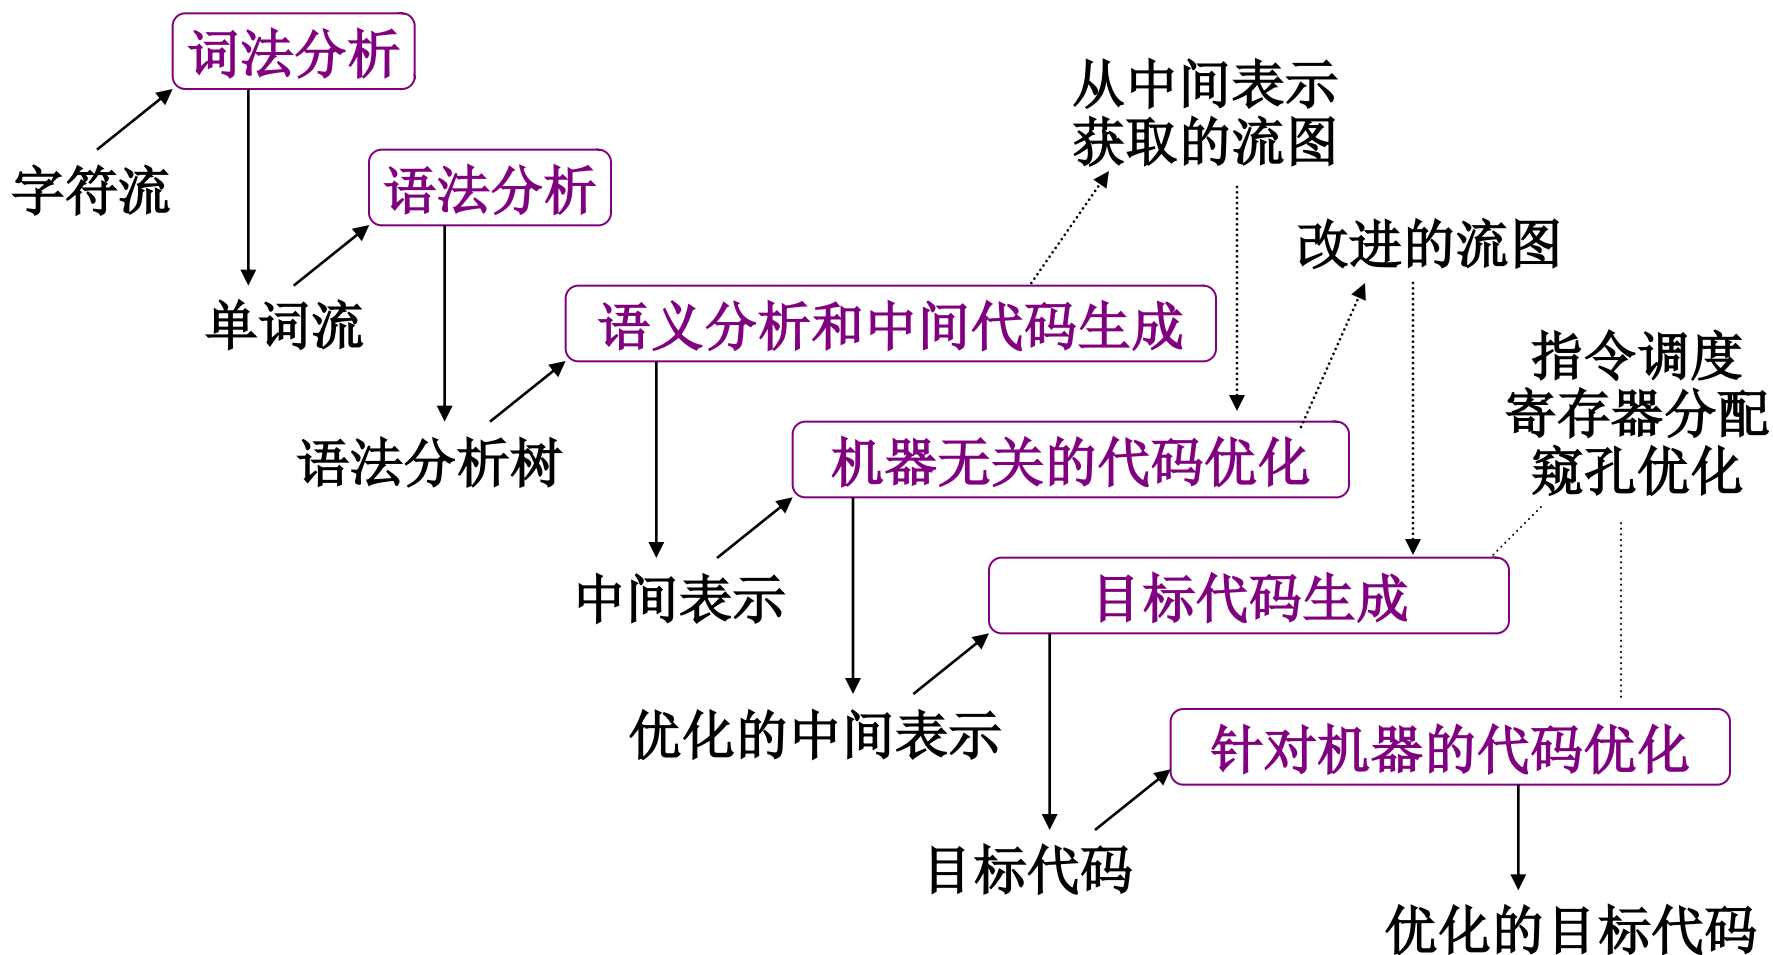 词法分析
从中间表示
获取的流图
字符流
语法分析
改进的流图
单词流
语义分析和中间代码生成
指令调度
寄存器分配
窥孔优化
语法分析树
机器无关的代码优化
中间表示
目标代码生成
优化的中间表示
针对机器的代码优化
目标代码
优化的目标代码